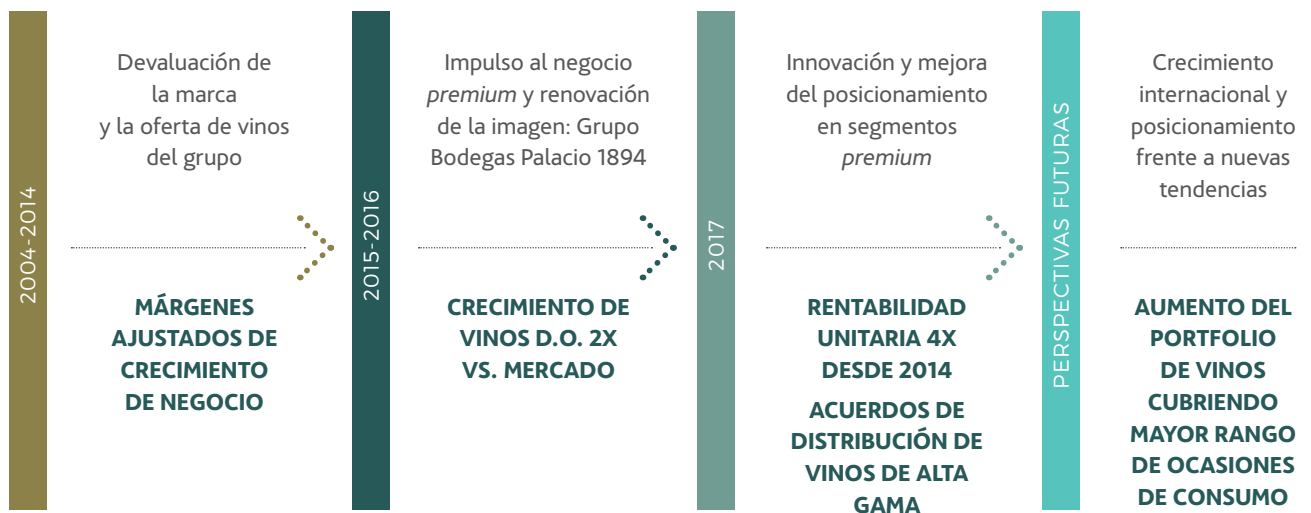 2004-2014
Devaluación de
la marca
y la oferta de vinos
del grupo
MÁRGENES
AJUSTADOS DE
CRECIMIENTO
DE NEGOCIO
2015-2016
Impulso al negocio
premium y renovación
de la imagen: Grupo
Bodegas Palacio 1894
CRECIMIENTO DE
VINOS D.O. 2X
VS. MERCADO
2017
Innovación y mejora
del posicionamiento
en segmentos
premium
RENTABILIDAD
UNITARIA 4X
DESDE 2014
ACUERDOS DE
DISTRIBUCIÓN DE
VINOS DE ALTA
GAMA
PERSPECTIVAS FUTURAS
Crecimiento
internacional y
posicionamiento
frente a nuevas
tendencias
AUMENTO DEL
PORTFOLIO
DE VINOS
CUBRIENDO
MAYOR RANGO
DE OCASIONES
DE CONSUMO